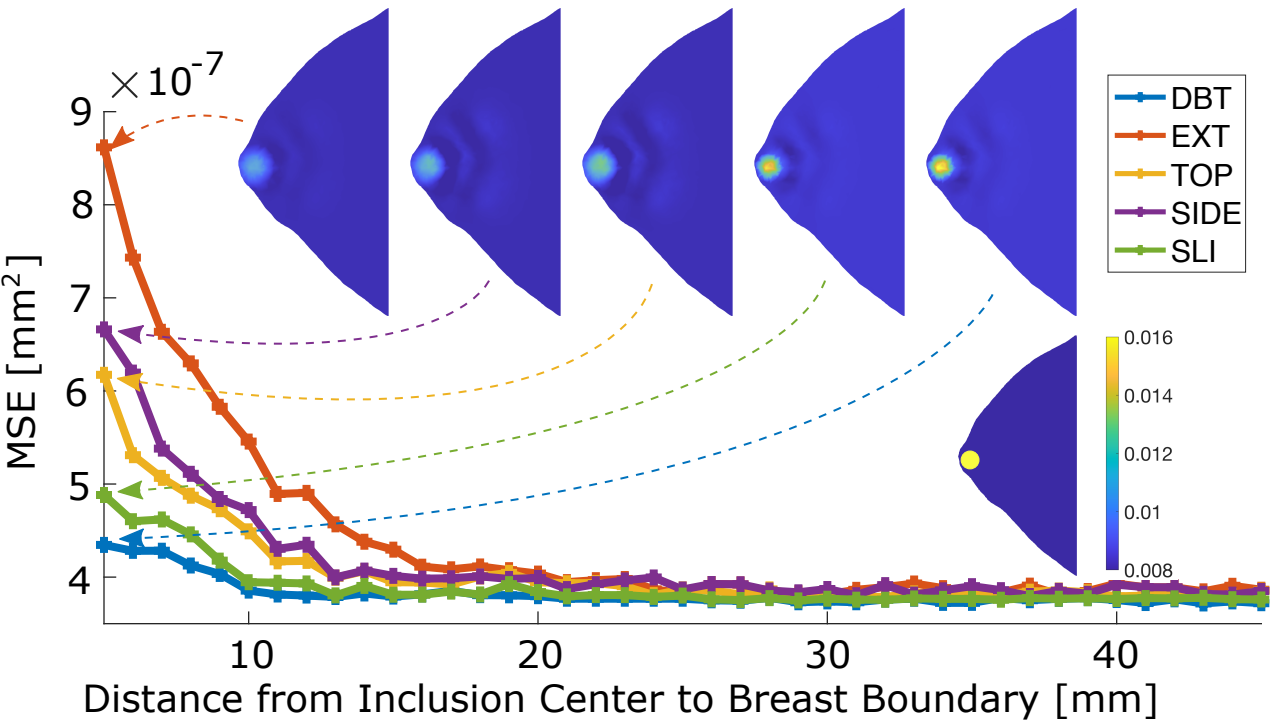 × 10⁻⁷
9
8
7
6
5
4
MSE [mm²]
10
20
30
40
Distance from Inclusion Center to Breast Boundary [mm]
DBT
EXT
TOP
SIDE
SLI
0.016
0.014
0.012
0.01
0.008